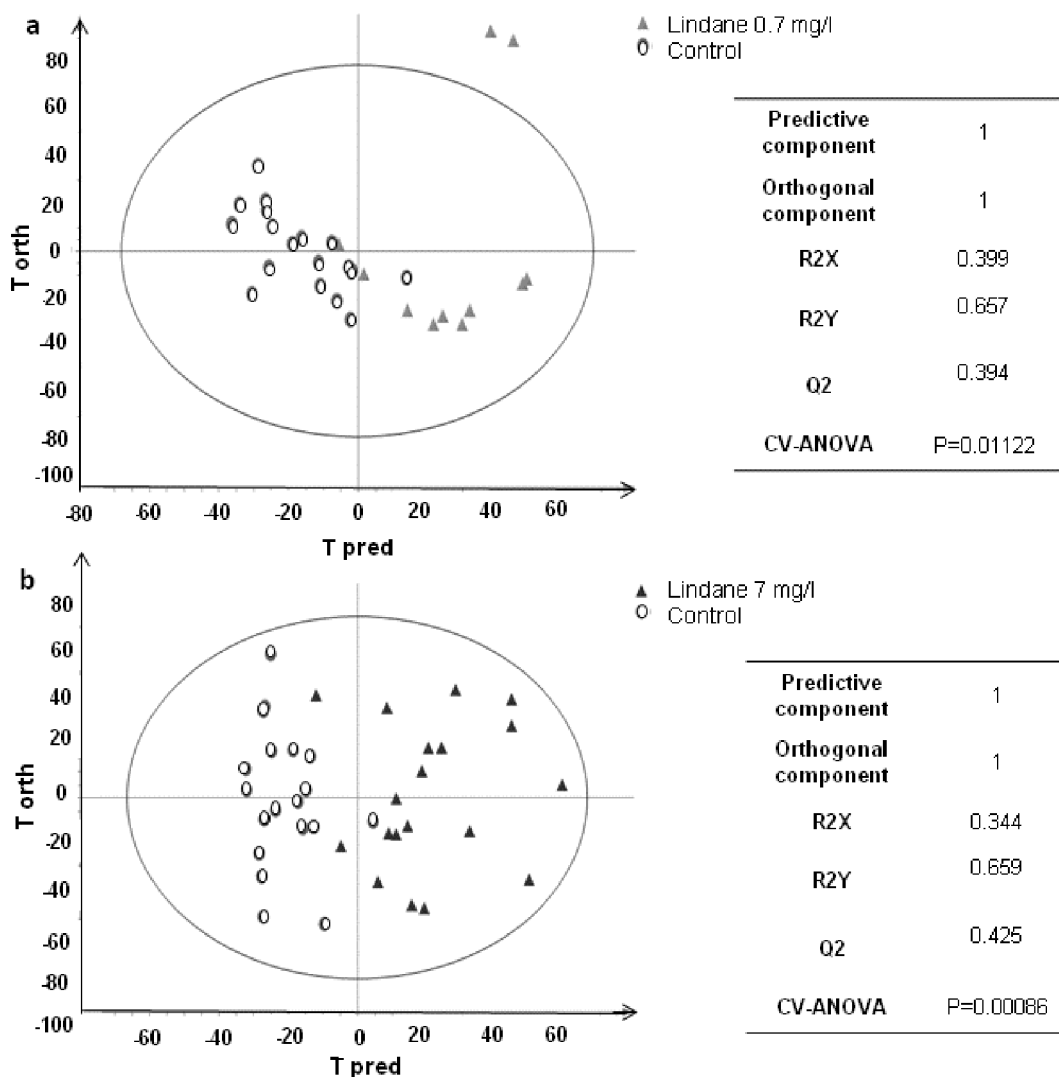 a
Lindane 0.7 mg/l
Control
80
60
40
20
0
-20
-40
-60
-80
-100
T orth
-80
-60
-40
-20
0
20
40
60
T pred
Predictive
component
1
Orthogonal
component
1
R2X
0.399
R2Y
0.657
Q2
0.394
CV-ANOVA
P=0.01122
b
Lindane 7 mg/l
Control
80
60
40
20
0
-20
-40
-60
-80
-100
T orth
-80
-60
-40
-20
0
20
40
60
T pred
Predictive
component
1
Orthogonal
component
1
R2X
0.344
R2Y
0.659
Q2
0.425
CV-ANOVA
P=0.00086